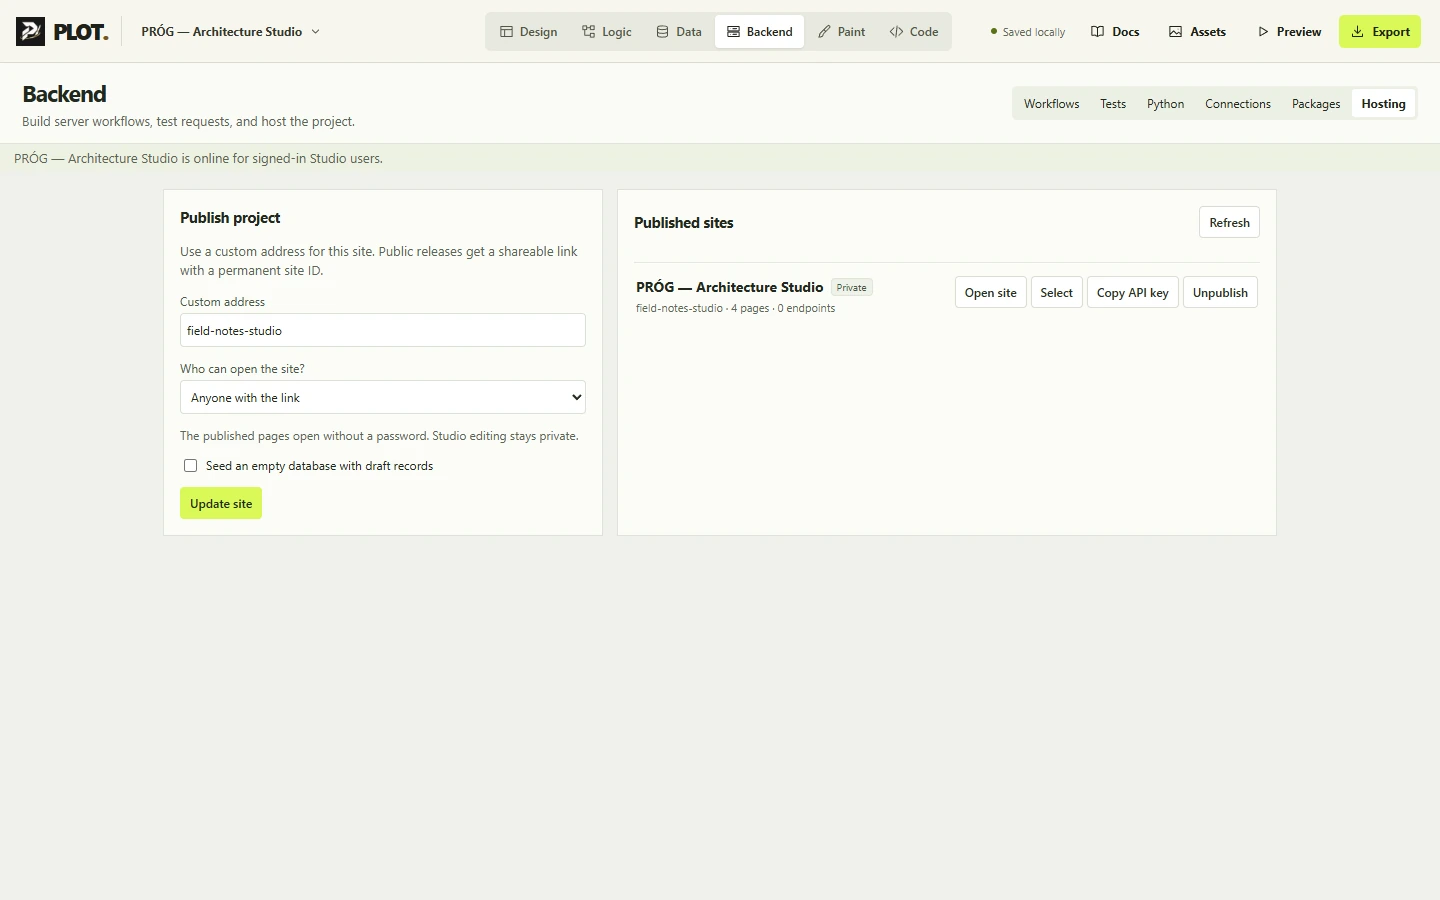 PLOT.
PRÓG — Architecture Studio
Design
Logic
Data
Backend
Paint
Code
Saved locally
Docs
Assets
Preview
Export
Backend
Build server workflows, test requests, and host the project.
Workflows
Tests
Python
Connections
Packages
Hosting
PRÓG — Architecture Studio is online for signed-in Studio users.
Publish project
Use a custom address for this site. Public releases get a shareable link
with a permanent site ID.
Custom address
field-notes-studio
Who can open the site?
Anyone with the link
The published pages open without a password. Studio editing stays private.
Seed an empty database with draft records
Update site
Published sites
Refresh
PRÓG — Architecture Studio
Private
field-notes-studio · 4 pages · 0 endpoints
Open site
Select
Copy API key
Unpublish